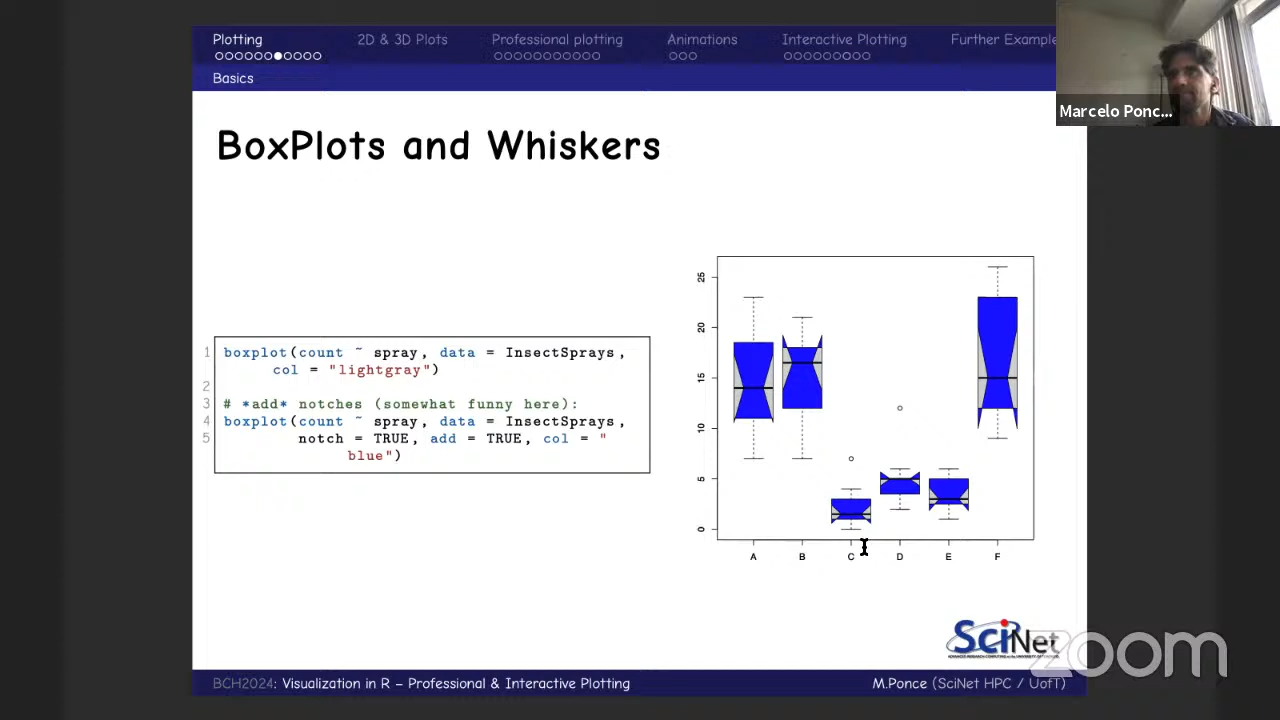 Plotting 2D & 3D Plots Professional plotting Animations Interactive Plotting Further Example
Basics
Marcelo Ponc...
BoxPlots and Whiskers
1 boxplot(count ~ spray, data = InsectSprays,
col = "lightgray")
2
3 # *add* notches (somewhat funny here):
4 boxplot(count ~ spray, data = InsectSprays,
5 notch = TRUE, add = TRUE, col = "
blue")
25
20
15
10
5
0
A B C D E F
SciNet
zoom
BCH2024: Visualization in R – Professional & Interactive Plotting M.Ponce (SciNet HPC / UofT)